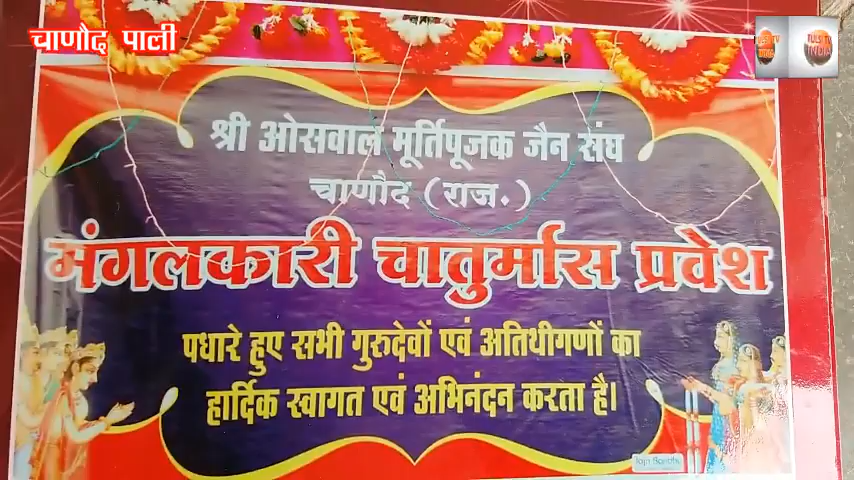 चाणौद पाली
श्री ओसवाल मूर्तिपूजक जैन संघ
चाणौद (राज.)
मंगलकारी चातुर्मास प्रवेश
पधारे हुए सभी गुरुदेवों एवं अतिथीगणों का
हार्दिक स्वागत एवं अभिनंदन करता है।